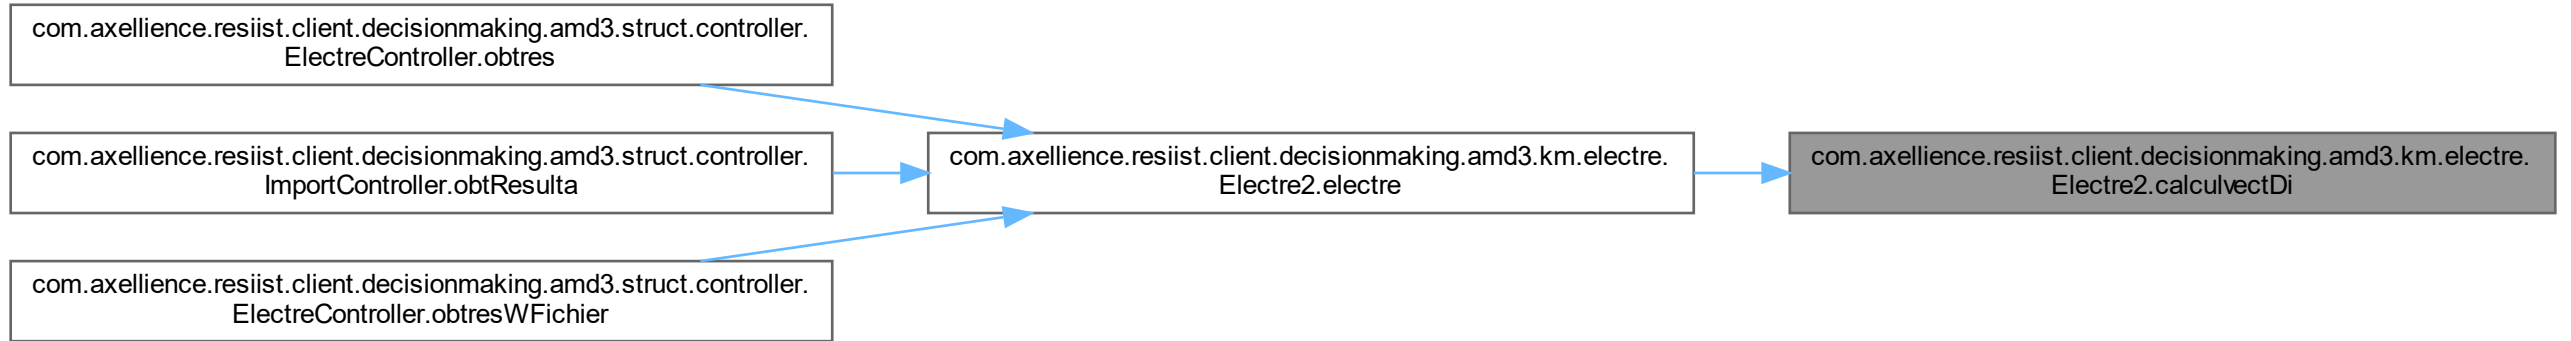 com.axellience.resiist.client.decisionmaking.amd3.struct.controller.
ElectreController.obtres
com.axellience.resiist.client.decisionmaking.amd3.struct.controller.
ImportController.obtResulta
com.axellience.resiist.client.decisionmaking.amd3.struct.controller.
ElectreController.obtresWFichier
com.axellience.resiist.client.decisionmaking.amd3.km.electre.
Electre2.electre
com.axellience.resiist.client.decisionmaking.amd3.km.electre.
Electre2.calculvectDi